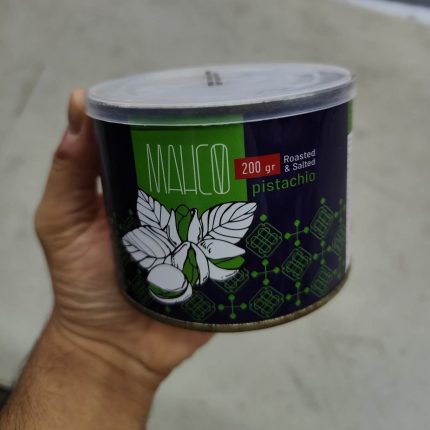 MAHCO
200 gr
Roasted
& Salted
pistachio